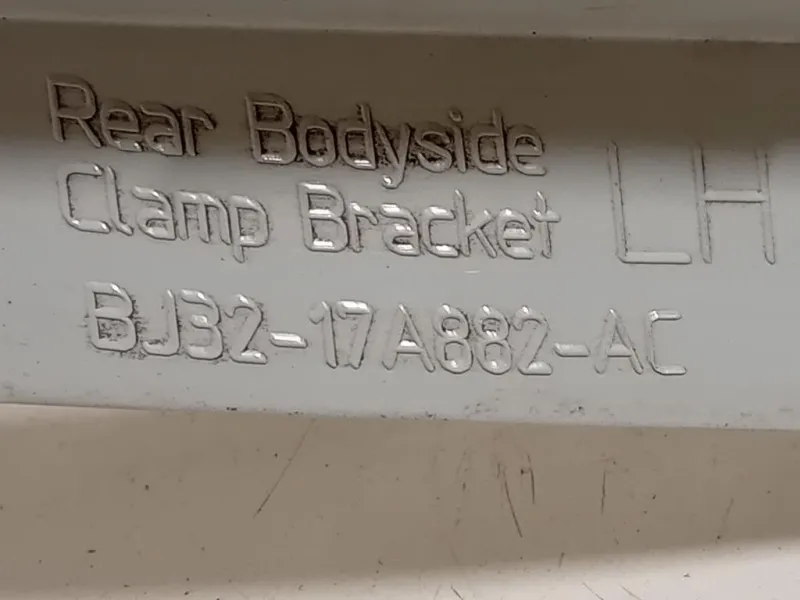 Rear Bodyside
Clamp Bracket LH
BJ32-17A882-AC